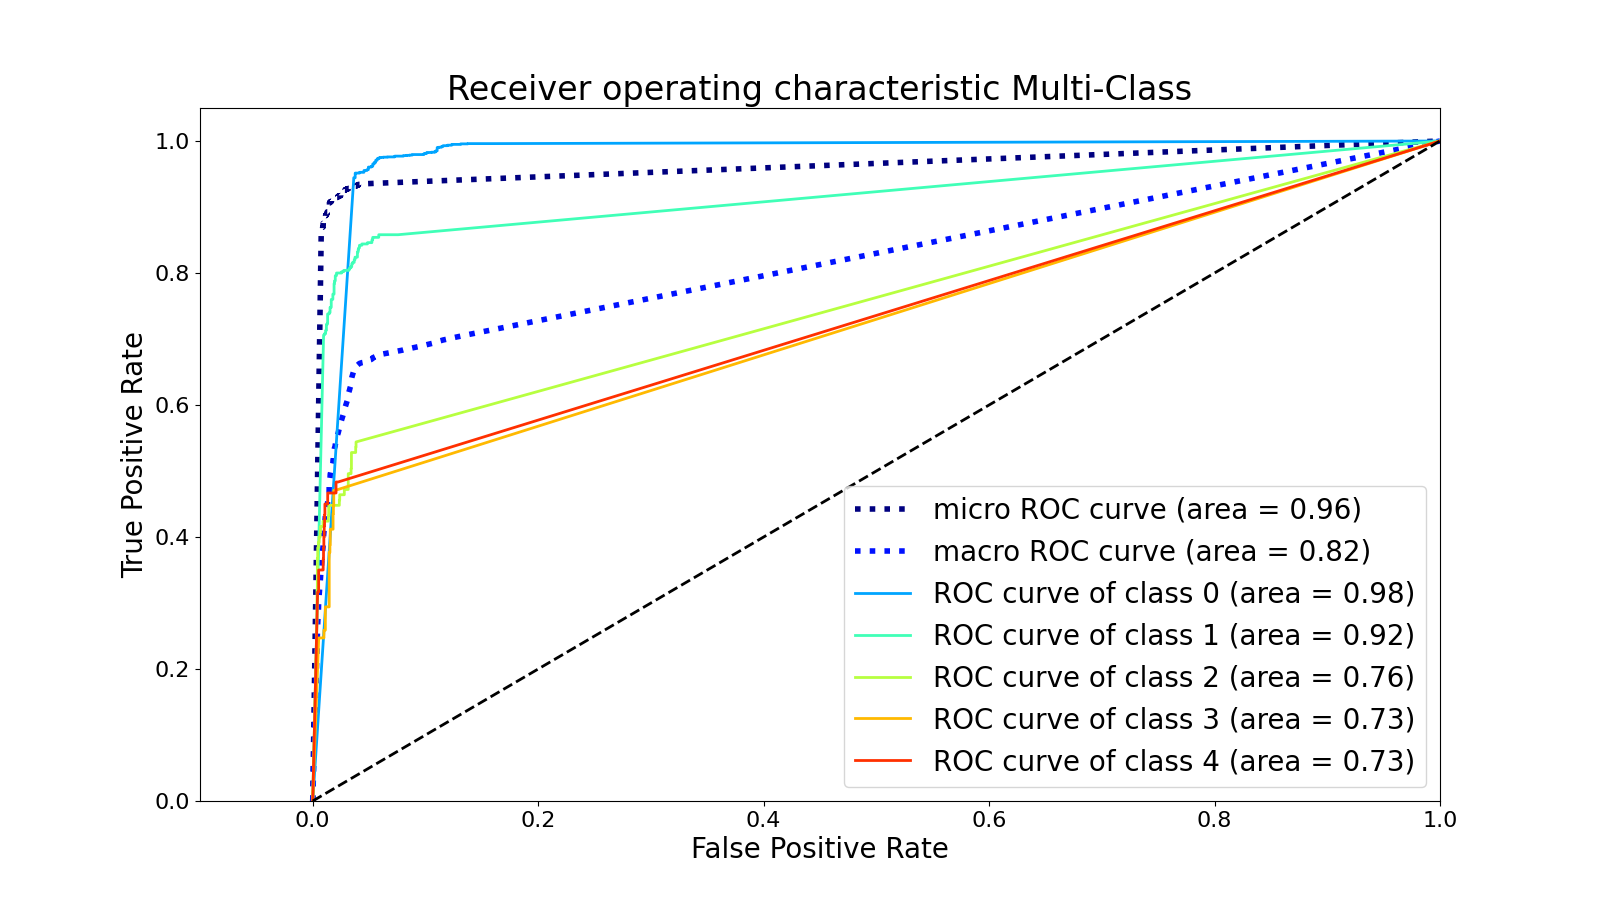 Receiver operating characteristic Multi-Class
True Positive Rate
1.0
0.8
0.6
0.4
0.2
0.0
micro ROC curve (area = 0.96)
macro ROC curve (area = 0.82)
ROC curve of class 0 (area = 0.98)
ROC curve of class 1 (area = 0.92)
ROC curve of class 2 (area = 0.76)
ROC curve of class 3 (area = 0.73)
ROC curve of class 4 (area = 0.73)
0.0 0.2 0.4 0.6 0.8 1.0
False Positive Rate